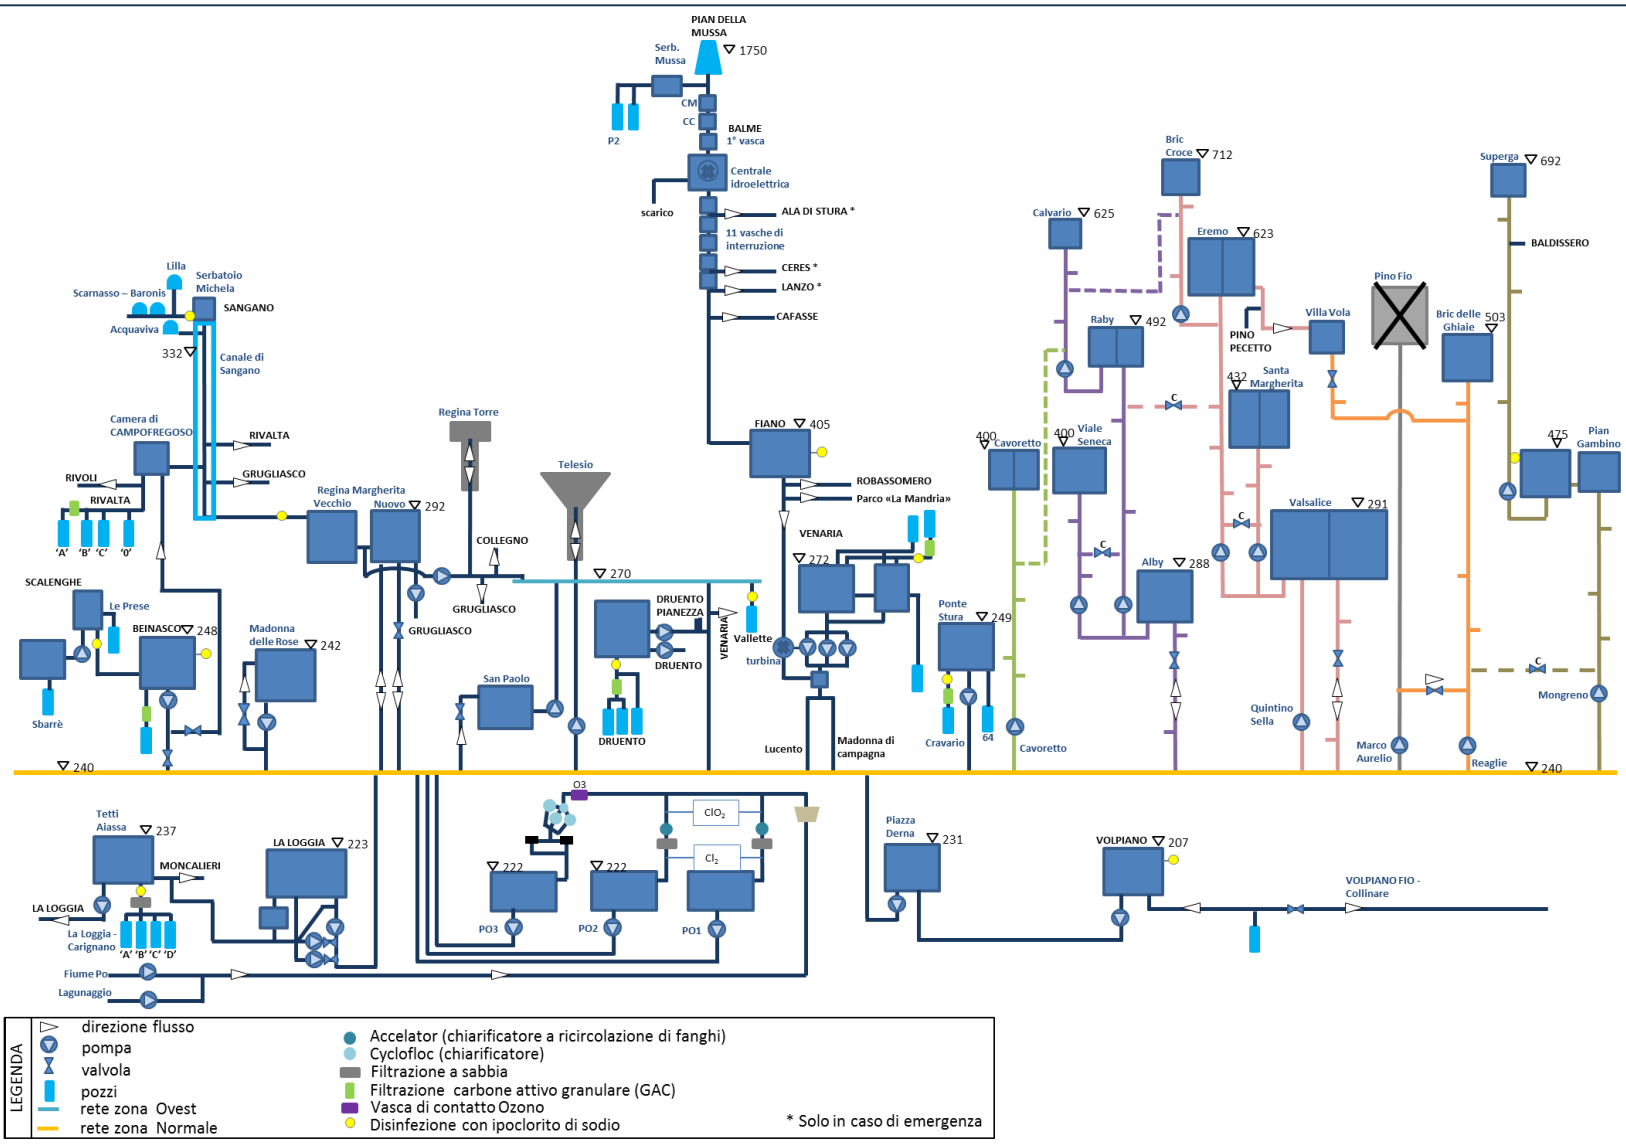 PIAN DELLA
MUSSA
Serb.
Mussa
1750
CM
CC
P2
BALME
1° vasca
Centrale
idroelettrica
scarico
ALA DI STURA *
11 vasche di
interruzione
CERES *
LANZO *
CAFASSE
Bric
Croce
712
Superga
692
Calvario
625
Eremo
623
BALDISSERO
Pino Fio
Lilla
Serbatoio
Michela
Scarnasso – Baronis
SANGANO
Acquaviva
332
Canale di
Sangano
Raby
492
PINO
PECETTO
Villa Vola
Bric delle
Ghiaie
503
432
Santa
Margherita
Camera di
CAMPOFREGOSO
Regina Torre
FIANO
405
RIVALTA
RIVOLI
GRUGLIASCO
RIVALTA
'A'
'B'
'C'
'0'
Telesio
400
Cavoretto
400
Viale
Seneca
475
Pian
Gambino
ROBASSOMERO
Parco «La Mandria»
Regina Margherita
Vecchio
Nuovo
292
C
C
C
Valsalice
291
VENARIA
272
COLLEGNO
GRUGLIASCO
GRUGLIASCO
270
Alby
288
SCALENGHE
Le Prese
BEINASCO
248
Madonna
delle Rose
242
Sbarrè
San Paolo
DRUENTO
PIANEZZA
DRUENTO
DRUENTO
VENARIA
Vallette
turbina
Ponte
Stura
249
Cravario
64
Lucento
Madonna di
campagna
Cavoretto
Quintino
Sella
Marco
Aurelio
Reaglie
C
Mongreno
240
240
Tetti
Aiassa
237
MONCALIERI
LA LOGGIA
223
LA LOGGIA
La Loggia -
Carignano
'A'
'B'
'C'
'D'
Fiume Po
Lagunaggio
O3
ClO2
Cl2
222
222
PO3
PO2
PO1
Piazza
Derna
231
VOLPIANO
207
VOLPIANO FIO -
Collinare
LEGENDA
direzione flusso
pompa
valvola
pozzi
rete zona Ovest
rete zona Normale
Accelator (chiarificatore a ricircolazione di fanghi)
Cyclofloc (chiarificatore)
Filtrazione a sabbia
Filtrazione carbone attivo granulare (GAC)
Vasca di contatto Ozono
Disinfezione con ipoclorito di sodio
* Solo in caso di emergenza